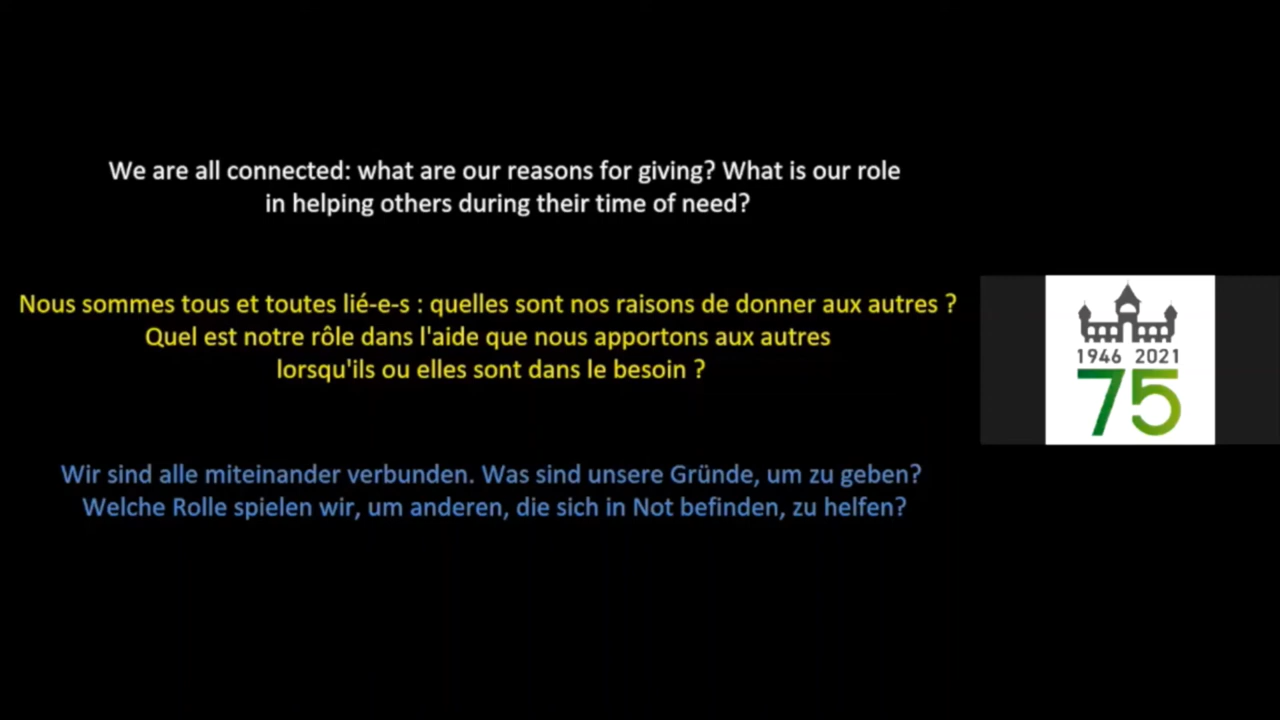 We are all connected: what are our reasons for giving? What is our role
in helping others during their time of need?
Nous sommes tous et toutes lié-e-s : quelles sont nos raisons de donner aux autres ?
Quel est notre rôle dans l'aide que nous apportons aux autres
lorsqu'ils ou elles sont dans le besoin ?
Wir sind alle miteinander verbunden. Was sind unsere Gründe, um zu geben?
Welche Rolle spielen wir, um anderen, die sich in Not befinden, zu helfen?
1946 2021
75